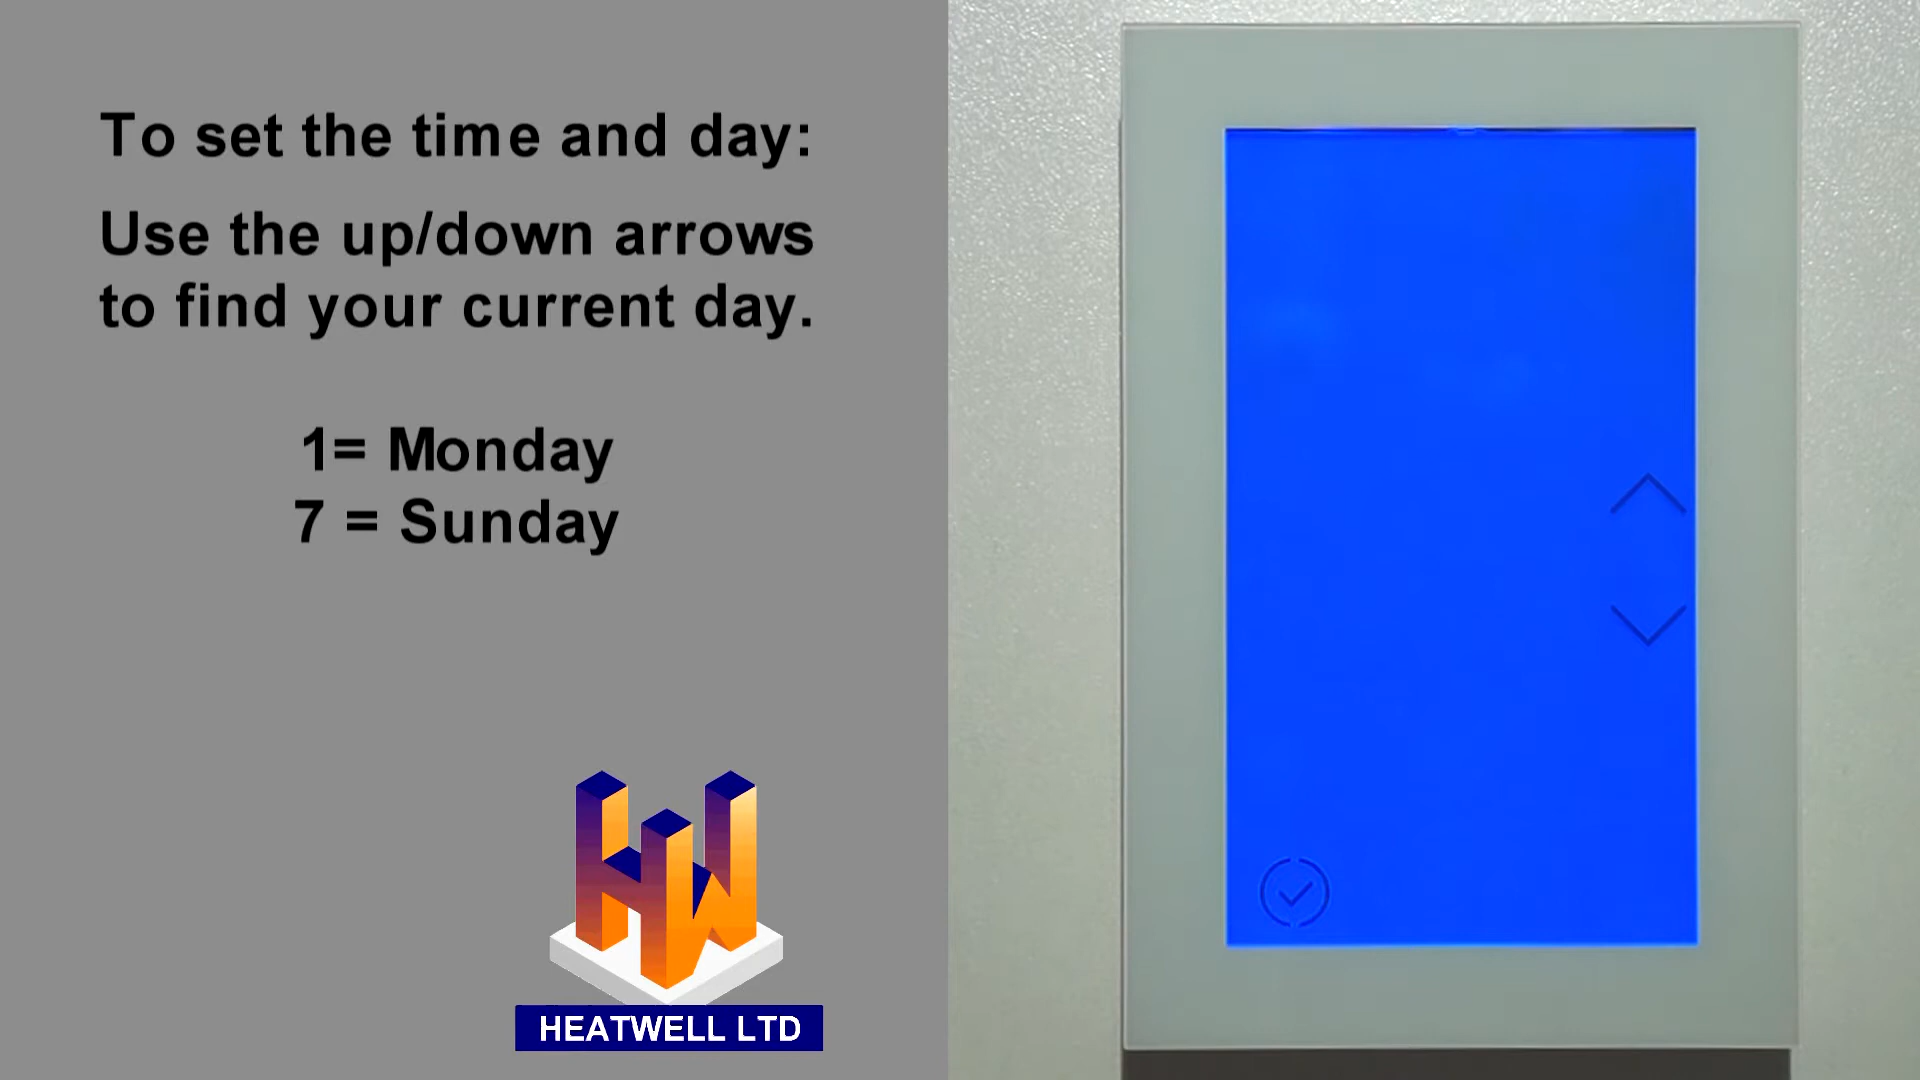 To set the time and day:
Use the up/down arrows
to find your current day.
1= Monday
7 = Sunday
HW
HEATWELL LTD